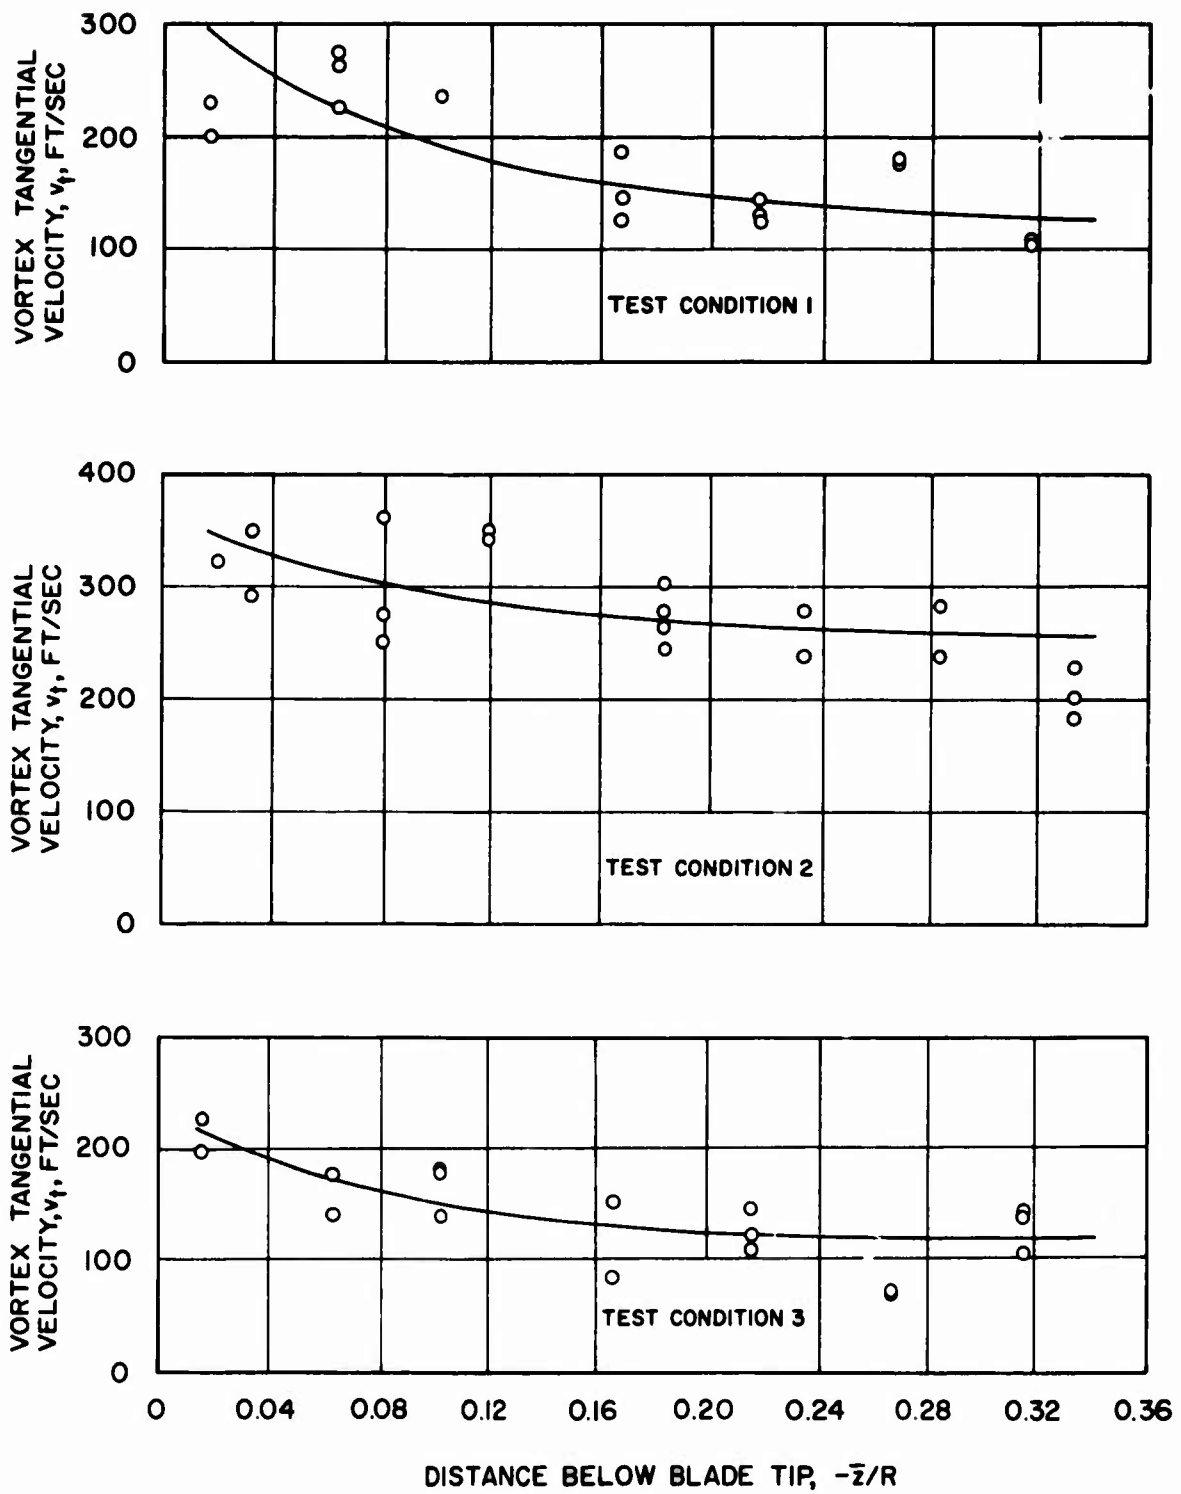 VORTEX TANGENTIAL
VELOCITY, vt, FT/SEC
300
200
100
0
TEST CONDITION 1
VORTEX TANGENTIAL
VELOCITY, vt, FT/SEC
400
300
200
100
0
TEST CONDITION 2
VORTEX TANGENTIAL
VELOCITY, vt, FT/SEC
300
200
100
0
TEST CONDITION 3
0 0.04 0.08 0.12 0.16 0.20 0.24 0.28 0.32 0.36
DISTANCE BELOW BLADE TIP, -z̄/R